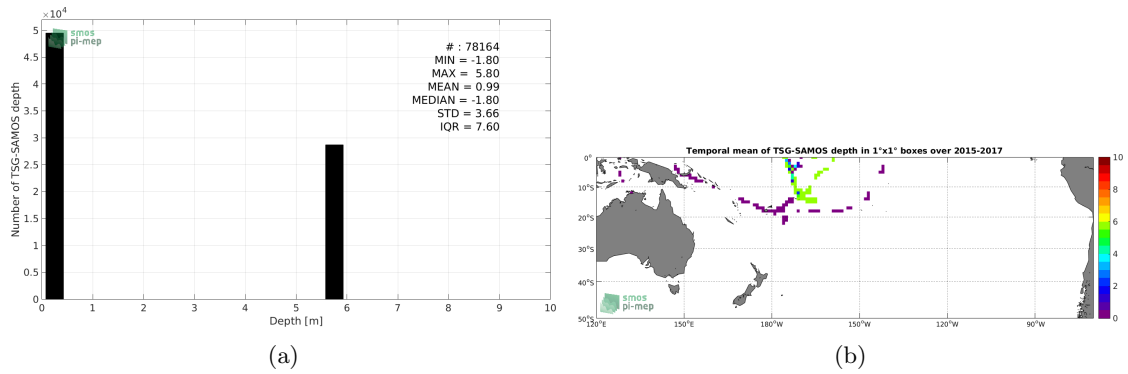 ×10⁴
5
4.5
4
3.5
3
2.5
2
1.5
1
0.5
0
Number of TSG-SAMOS depth
smos
pi-mep
# : 78164
MIN = -1.80
MAX = 5.80
MEAN = 0.99
MEDIAN = -1.80
STD = 3.66
IQR = 7.60
0 1 2 3 4 5 6 7 8 9 10
Depth [m]
(a)
Temporal mean of TSG-SAMOS depth in 1°x1° boxes over 2015-2017
0°
10°S
20°S
30°S
40°S
50°S
smos
pi-mep
120°E 150°E 180°W 150°W 120°W 90°W
10
8
6
4
2
0
(b)